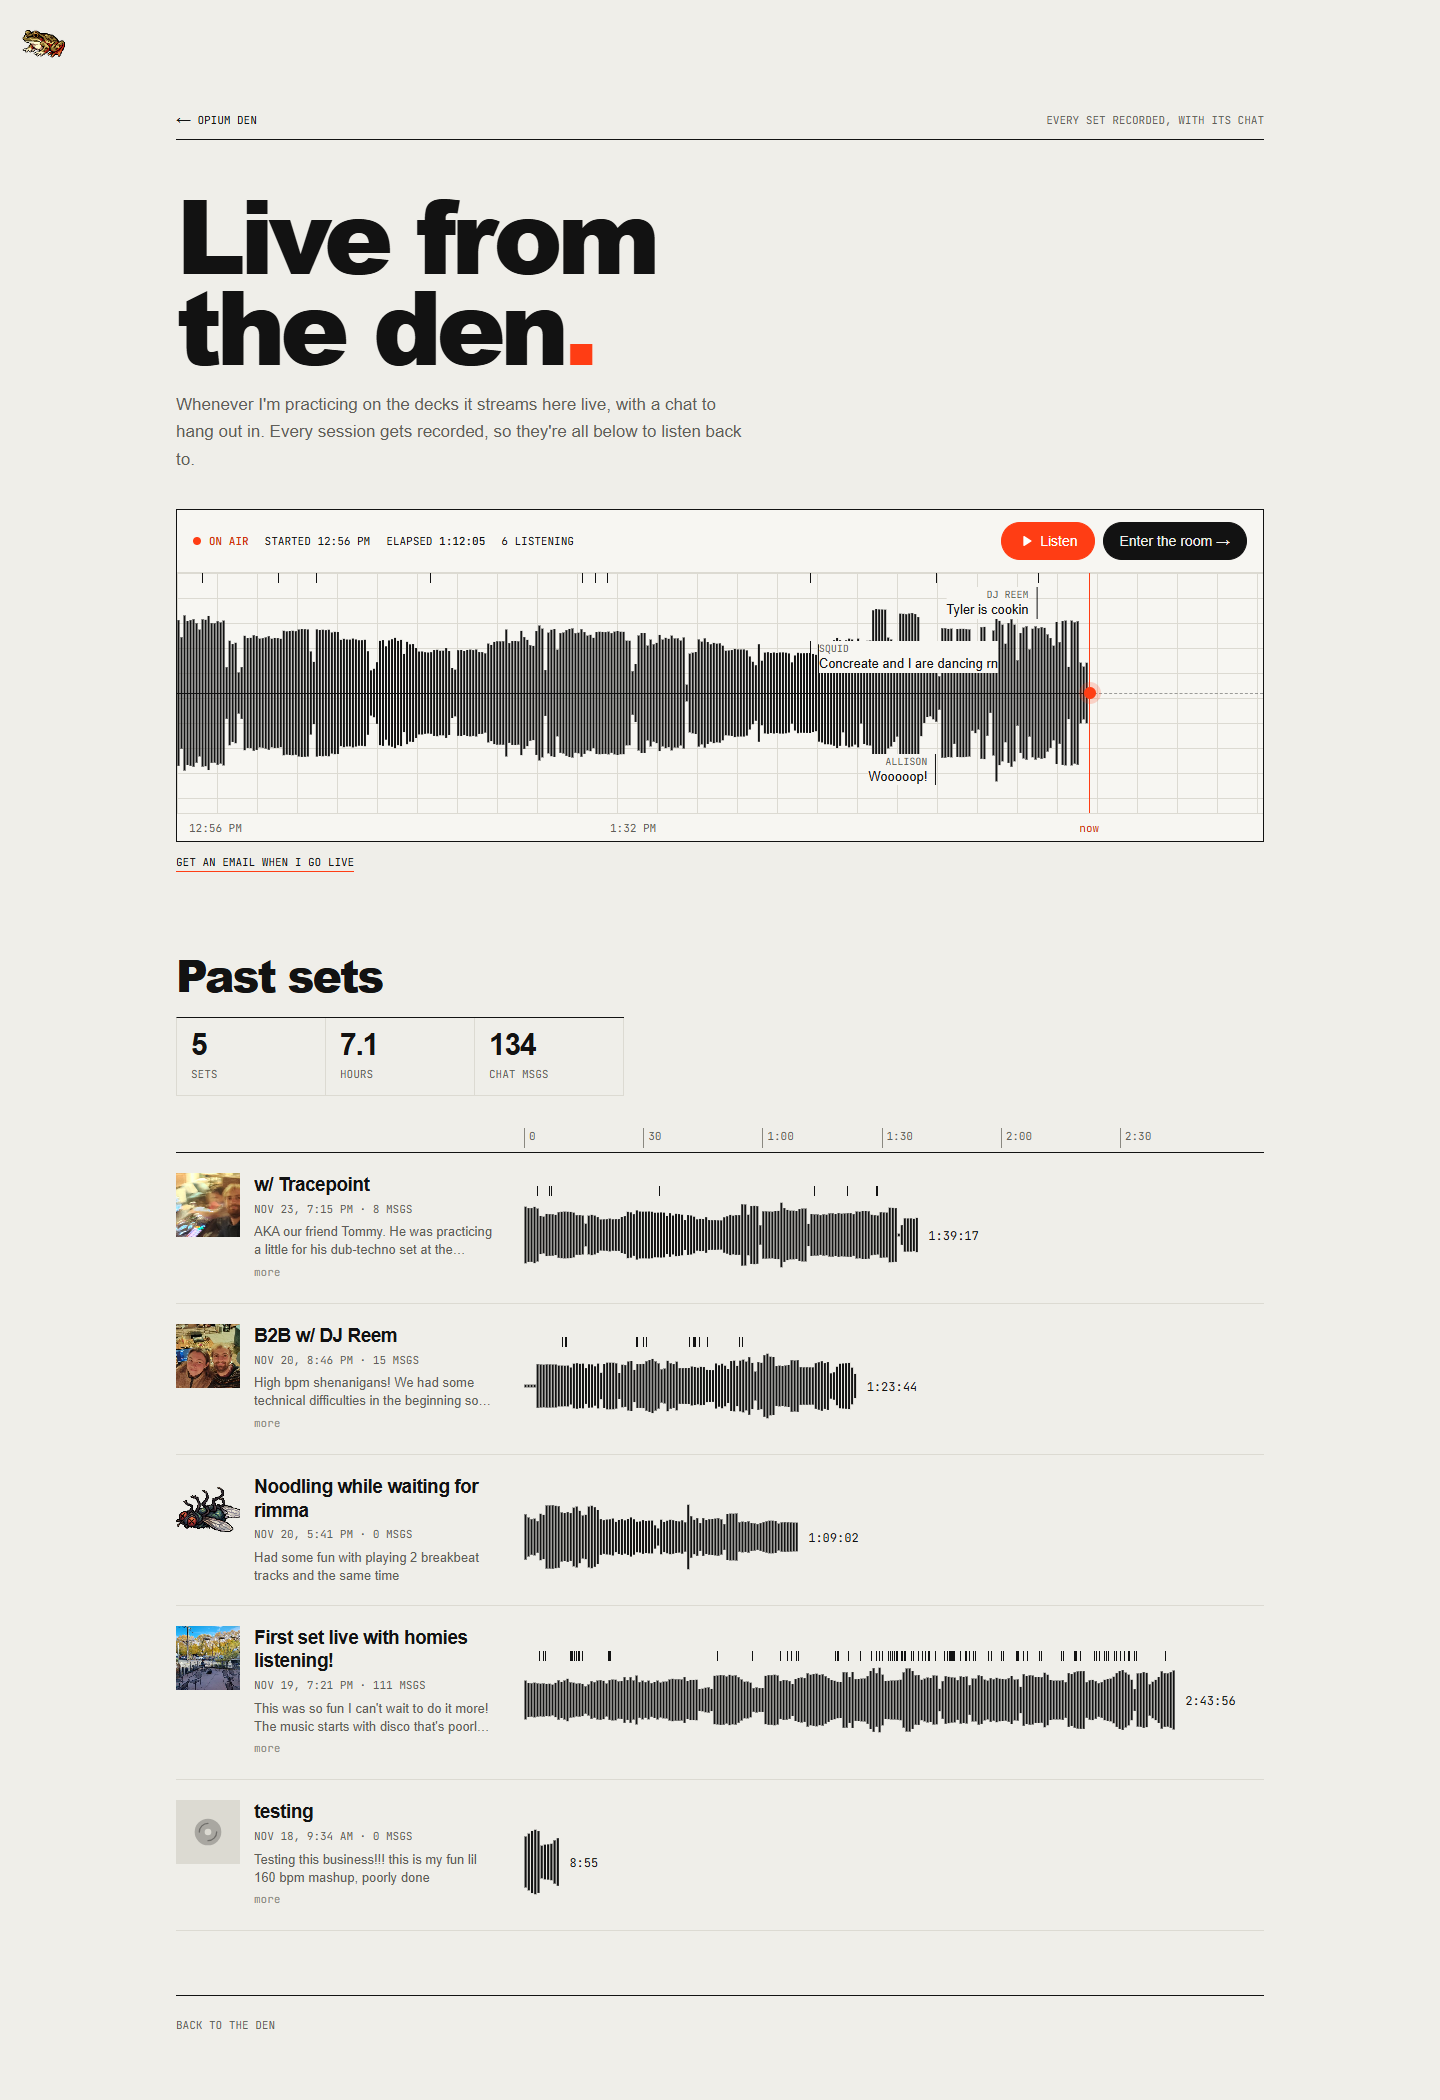 ← OPIUM DEN
EVERY SET RECORDED, WITH ITS CHAT
Live from
the den.
Whenever I'm practicing on the decks it streams here live, with a chat to
hang out in. Every session gets recorded, so they're all below to listen back
to.
ON AIR STARTED 12:56 PM ELAPSED 1:12:05 6 LISTENING
Listen
Enter the room →
DJ REEM
Tyler is cookin
SQUID
Concreate and I are dancing rn
ALLISON
Wooooop!
12:56 PM 1:32 PM now
GET AN EMAIL WHEN I GO LIVE
Past sets
5 7.1 134
SETS HOURS CHAT MSGS
0 30 1:00 1:30 2:00 2:30
w/ Tracepoint
NOV 23, 7:15 PM · 8 MSGS
AKA our friend Tommy. He was practicing
a little for his dub-techno set at the...
more
1:39:17
B2B w/ DJ Reem
NOV 20, 8:46 PM · 15 MSGS
High bpm shenanigans! We had some
technical difficulties in the beginning so...
more
1:23:44
Noodling while waiting for
rimma
NOV 20, 5:41 PM · 0 MSGS
Had some fun with playing 2 breakbeat
tracks and the same time
1:09:02
First set live with homies
listening!
NOV 19, 7:21 PM · 111 MSGS
This was so fun I can't wait to do it more!
The music starts with disco that's poorl...
more
2:43:56
testing
NOV 18, 9:34 AM · 0 MSGS
Testing this business!!! this is my fun lil
160 bpm mashup, poorly done
more
8:55
BACK TO THE DEN